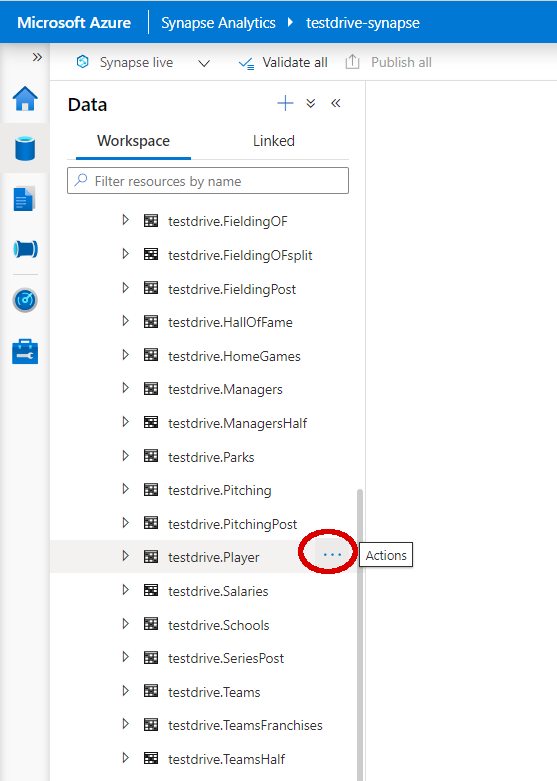 Microsoft Azure Synapse Analytics testdrive-synapse
Synapse live Validate all Publish all
Data
Workspace Linked
Filter resources by name
testdrive.FieldingOF
testdrive.FieldingOFsplit
testdrive.FieldingPost
testdrive.HallOfFame
testdrive.HomeGames
testdrive.Managers
testdrive.ManagersHalf
testdrive.Parks
testdrive.Pitching
testdrive.PitchingPost
testdrive.Player ... Actions
testdrive.Salaries
testdrive.Schools
testdrive.SeriesPost
testdrive.Teams
testdrive.TeamsFranchises
testdrive.TeamsHalf